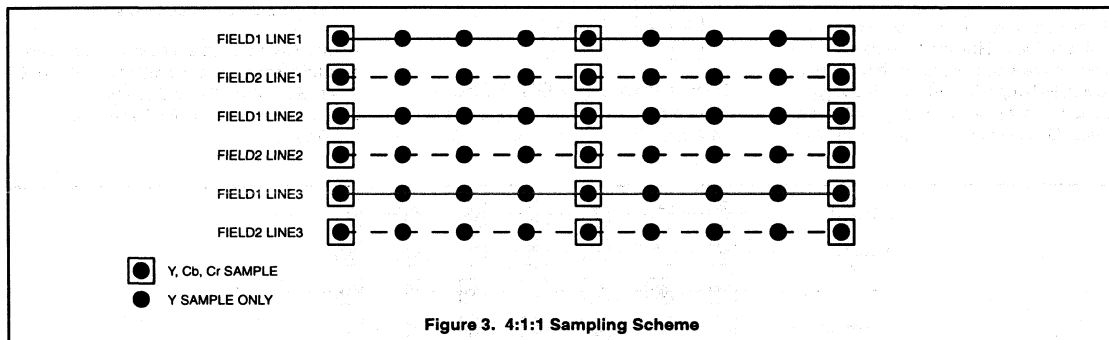 FIELD1 LINE1
FIELD2 LINE1
FIELD1 LINE2
FIELD2 LINE2
FIELD1 LINE3
FIELD2 LINE3
Y, Cb, Cr SAMPLE
Y SAMPLE ONLY
Figure 3. 4:1:1 Sampling Scheme